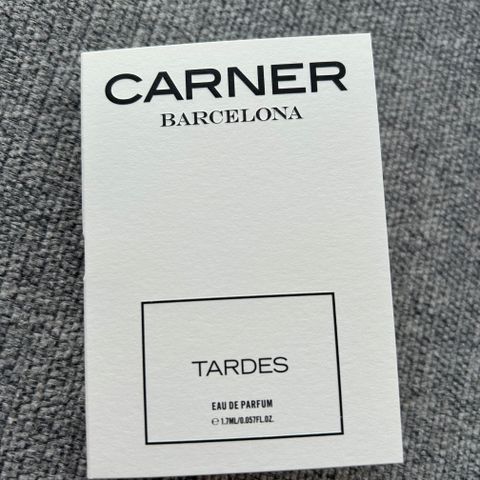 CARNER
BARCELONA
TARDES
EAU DE PARFUM
℮ 1.7ML/0.057FL.OZ.